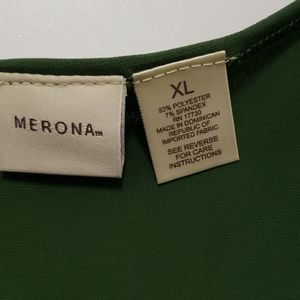 MERONA™
XL
93% POLYESTER
7% SPANDEX
RN 17730
MADE IN DOMINICAN
REPUBLIC OF
IMPORTED FABRIC
SEE REVERSE
FOR CARE
INSTRUCTIONS